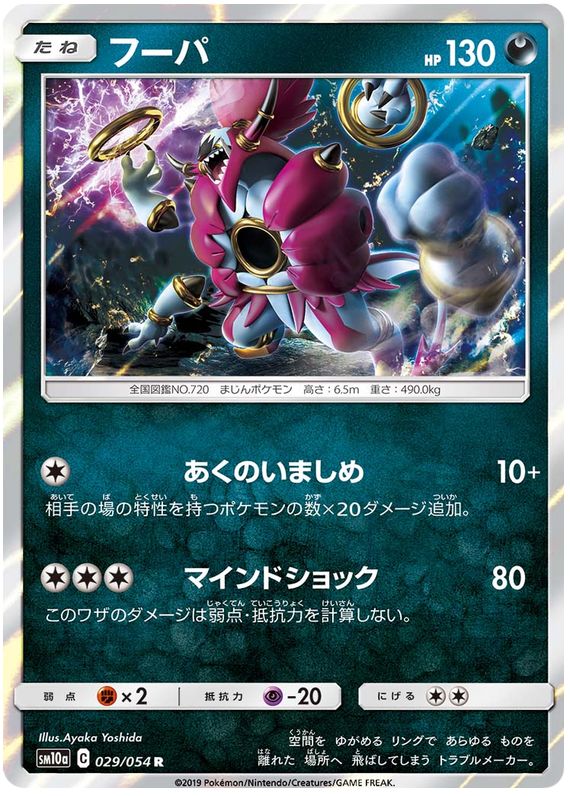 たね フーパ HP 130
全国図鑑NO.720 まじんポケモン 高さ:6.5m 重さ:490.0kg
あくのいましめ 10+
相手の場の特性を持つポケモンの数×20ダメージ追加。
マインドショック 80
このワザのダメージは弱点・抵抗力を計算しない。
弱点 ×2 抵抗力 -20 にげる
Illus.Ayaka Yoshida
SM10a C 029/054 R
空間を ゆがめる リングで あらゆる ものを
離れた 場所へ 飛ばしてしまう トラブルメーカー。
©2019 Pokémon/Nintendo/Creatures/GAME FREAK.